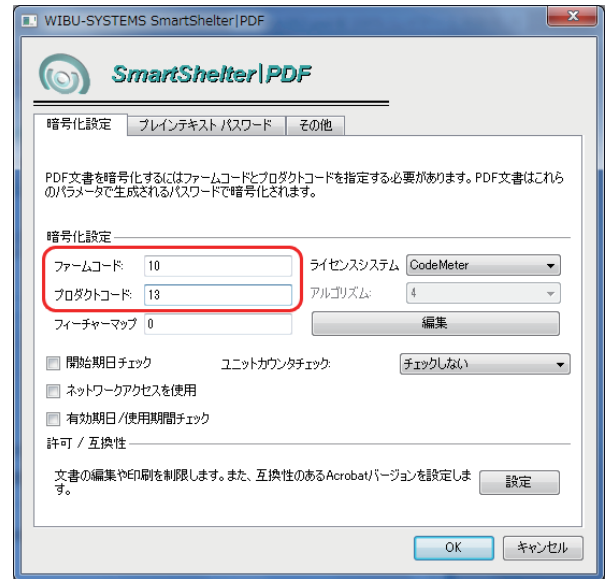 WIBU-SYSTEMS SmartShelter|PDF
SmartShelter|PDF
暗号化設定 プレインテキスト パスワード その他
PDF文書を暗号化するにはファームコードとプロダクトコードを指定する必要があります。PDF文書はこれら
のパラメータで生成されるパスワードで暗号化されます。
暗号化設定
ファームコード: 10 ライセンスシステム CodeMeter
プロダクトコード: 13 アルゴリズム: 4
フィーチャーマップ 0 編集
開始期日チェック ユニットカウンタチェック: チェックしない
ネットワークアクセスを使用
有効期日/使用期間チェック
許可 / 互換性
文書の編集や印刷を制限します。また、互換性のあるAcrobatバージョンを設定しま
す。 設定
OK キャンセル